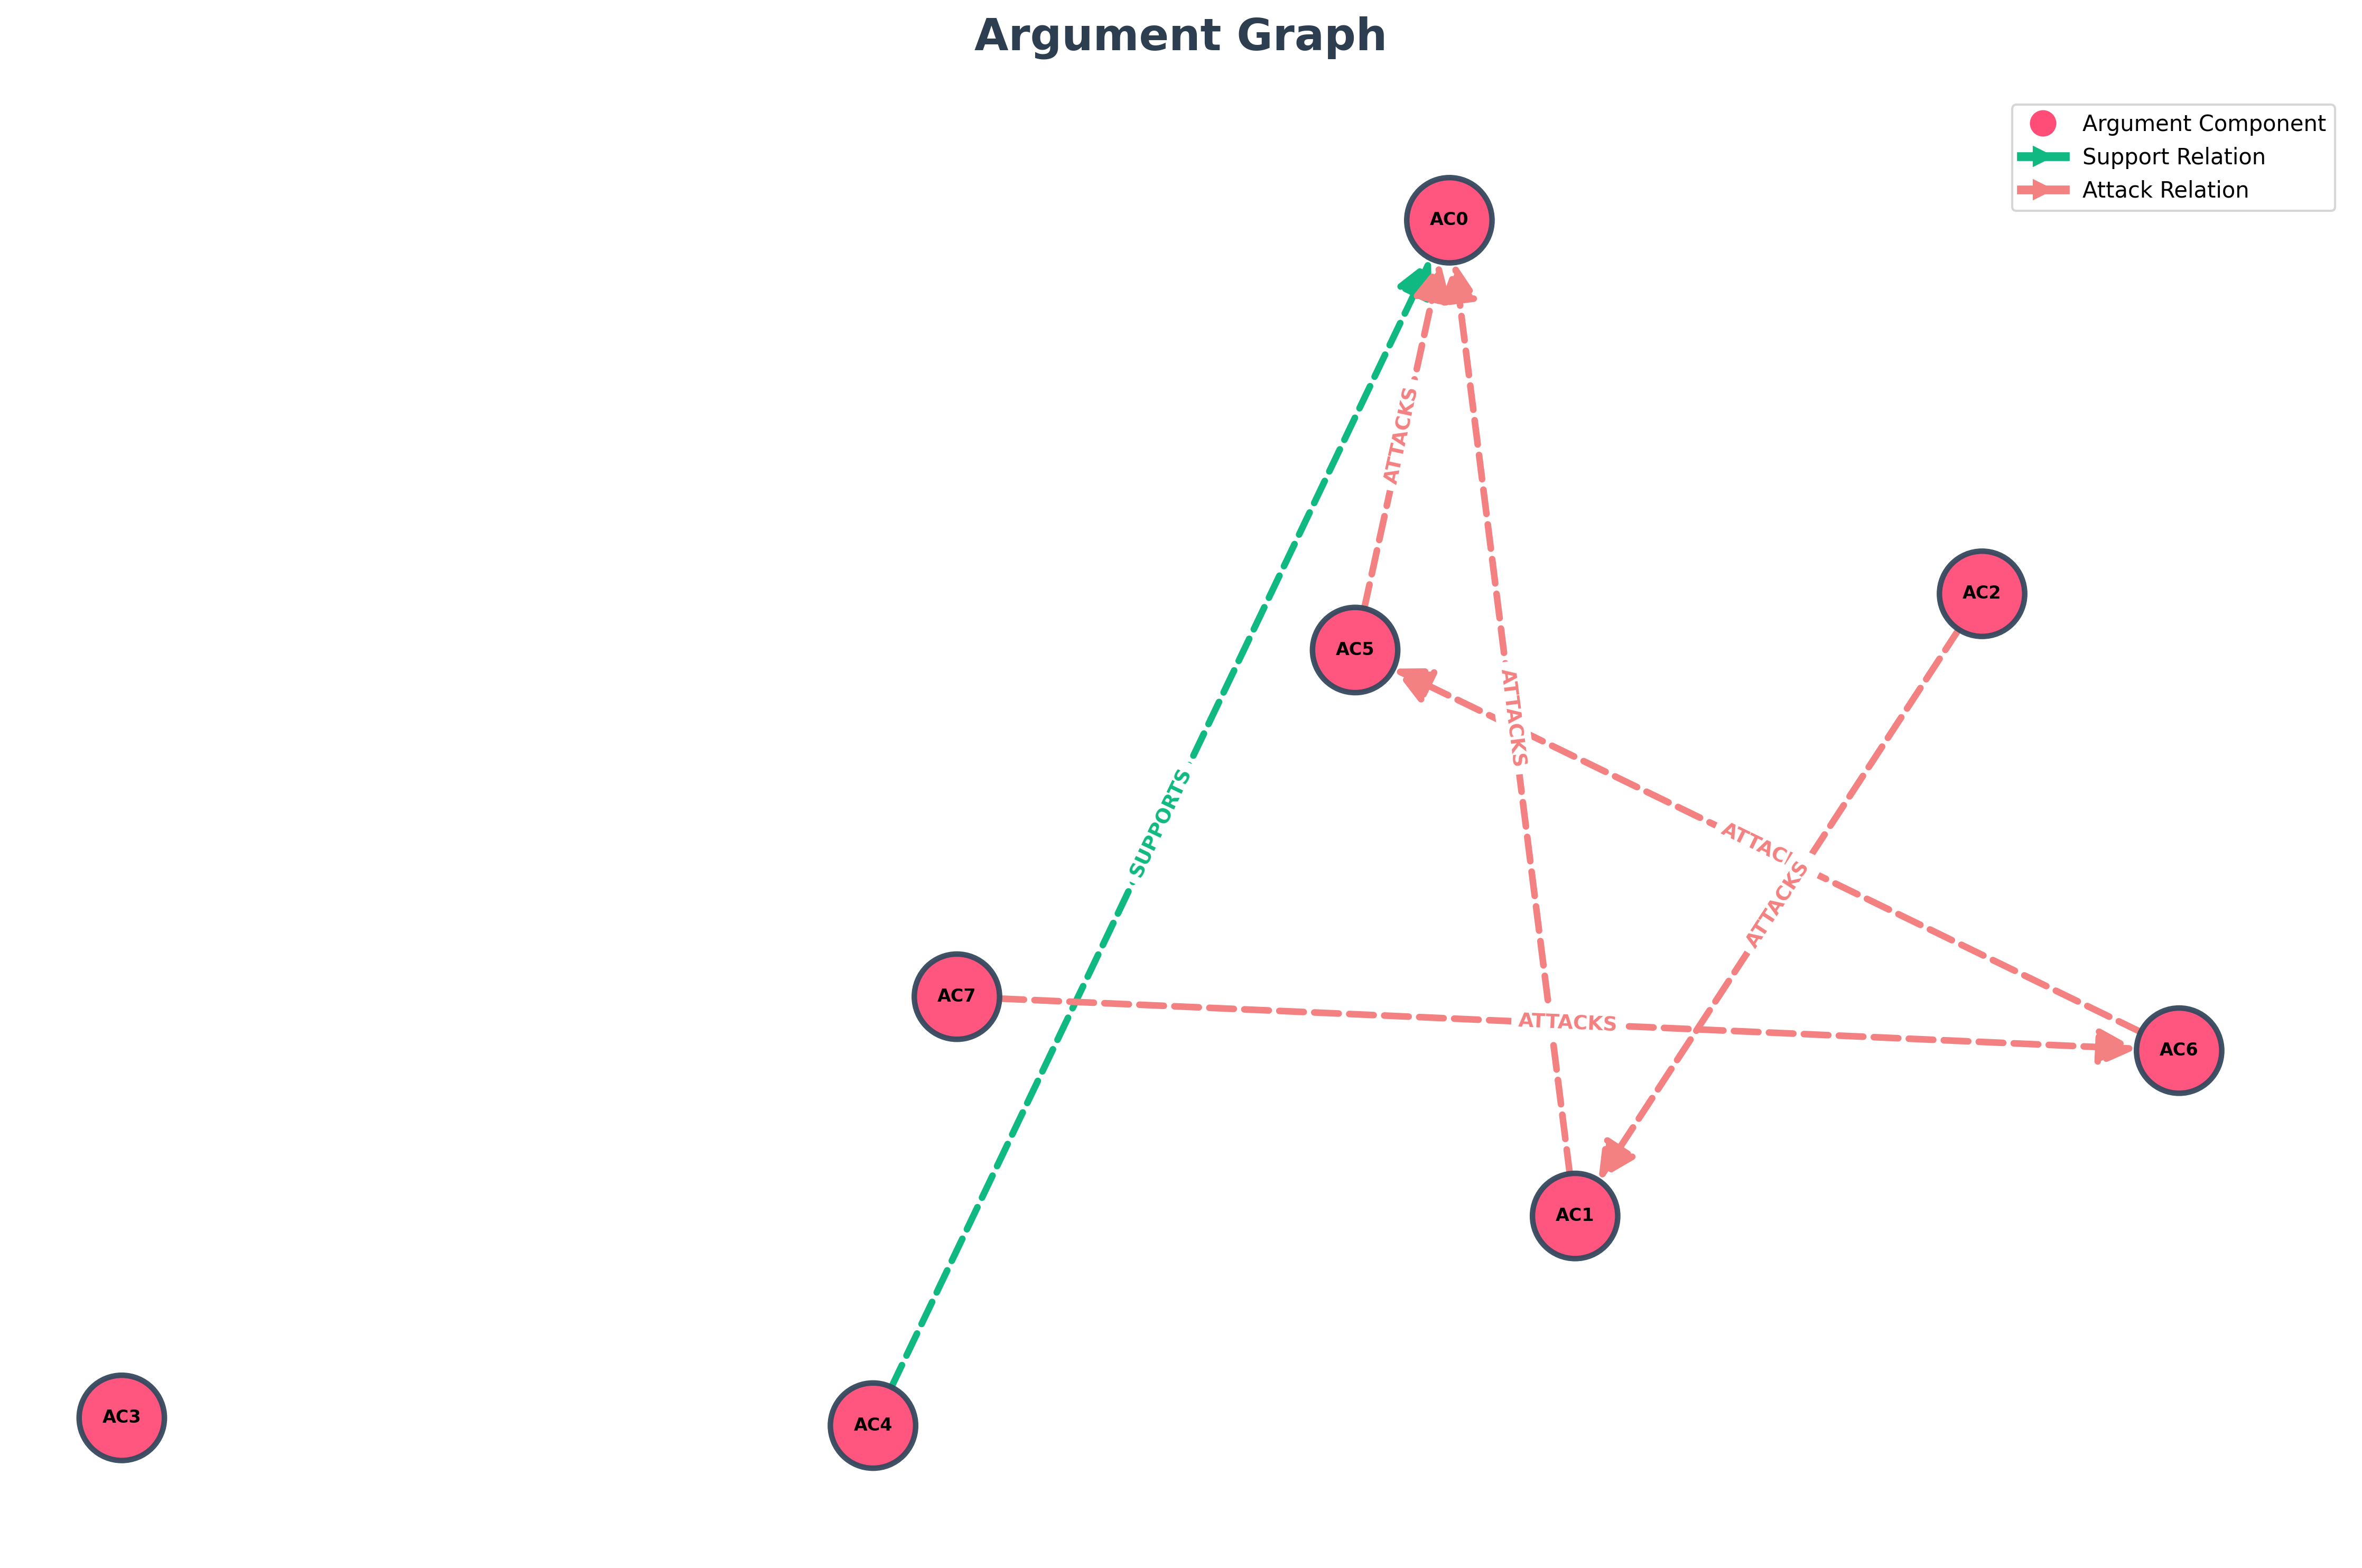 Argument Graph
Argument Component
Support Relation
Attack Relation
AC0
ATTACKS
AC2
AC5
ATTACKS
SUPPORTS
ATTAC
ATTACKS
AC7
ATTACKS
AC6
AC1
AC3
AC4